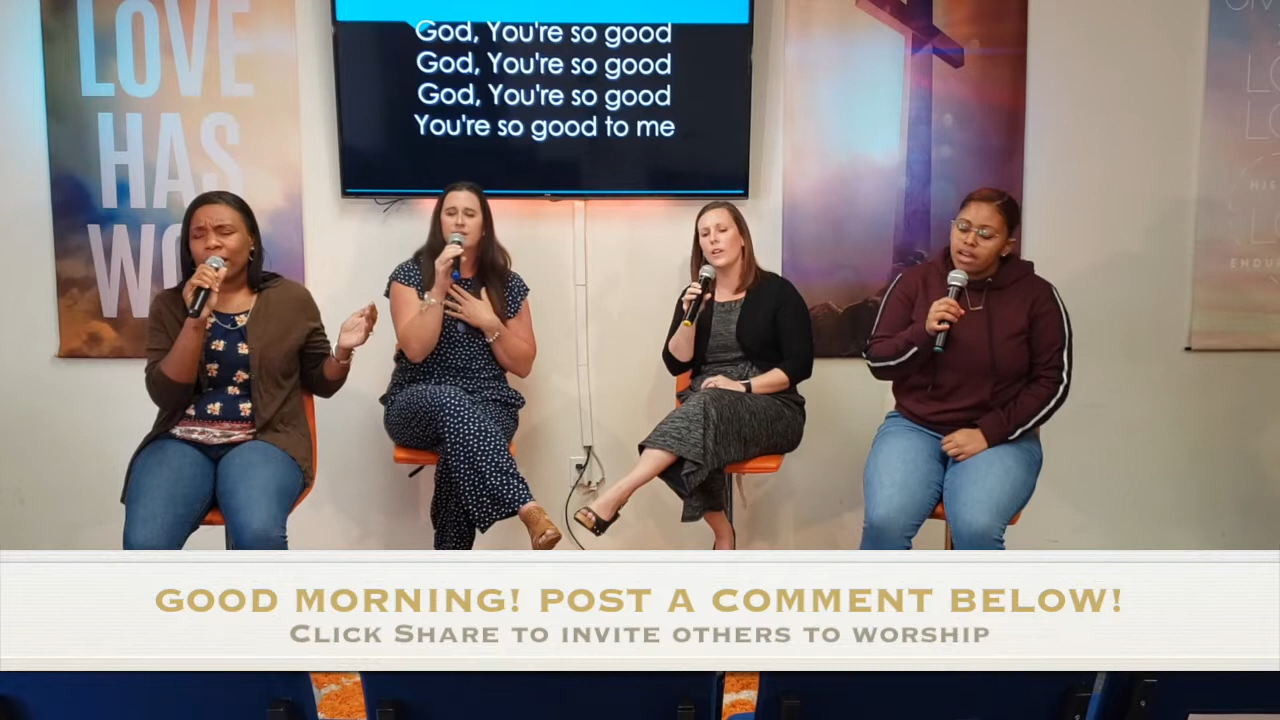 LOVE
HAS
God, You're so good
God, You're so good
God, You're so good
You're so good to me
HIS
GOOD MORNING! POST A COMMENT BELOW!
CLICK SHARE TO INVITE OTHERS TO WORSHIP